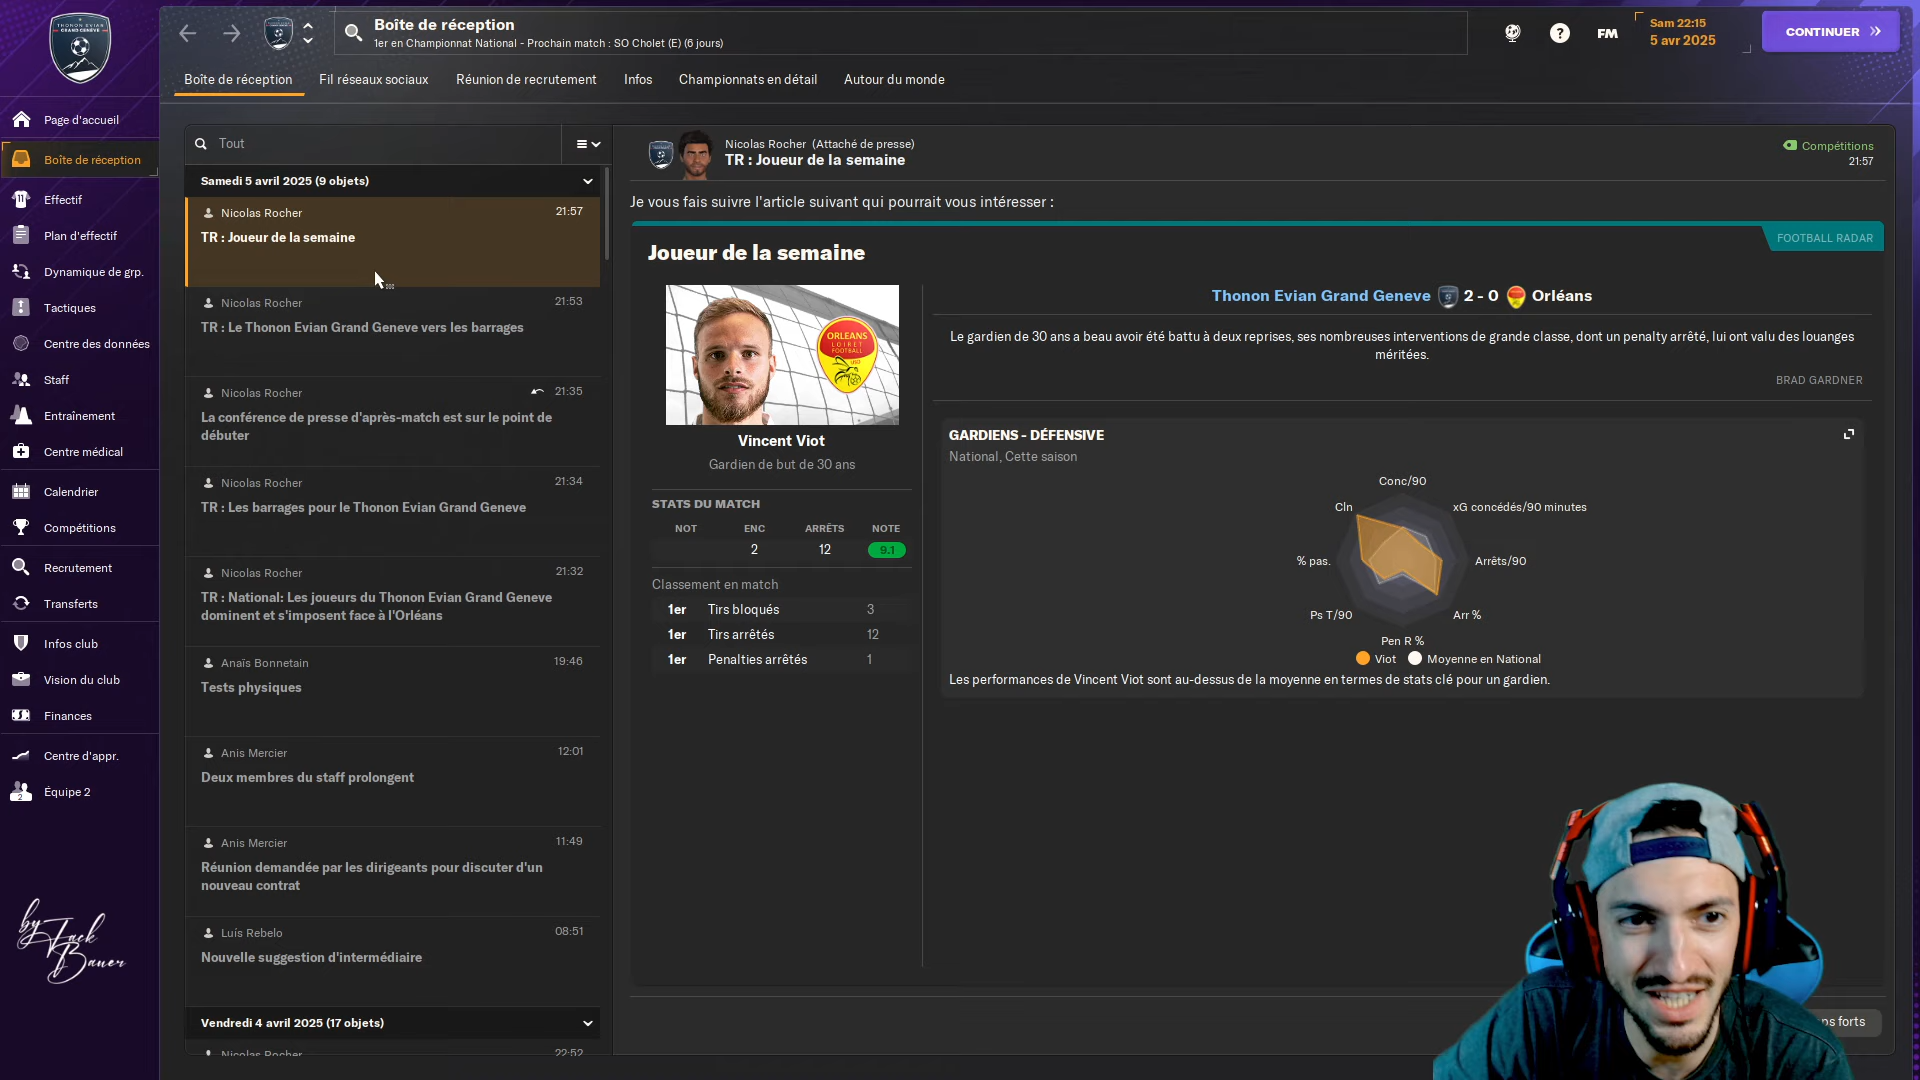 THONON EVIAN
GRAND GENEVE
Boîte de réception
1er en Championnat National - Prochain match : SO Cholet (E) (6 jours)
FM
Sam 22:15
5 avr 2025
CONTINUER
Boîte de réception
Fil réseaux sociaux
Réunion de recrutement
Infos
Championnats en détail
Autour du monde
Page d'accueil
Boîte de réception
Effectif
Plan d'effectif
Dynamique de grp.
Tactiques
Centre des données
Staff
Entraînement
Centre médical
Calendrier
Compétitions
Recrutement
Transferts
Infos club
Vision du club
Finances
Centre d'appr.
Équipe 2
by Jack
Bauer
Tout
Samedi 5 avril 2025 (9 objets)
Nicolas Rocher 21:57
TR : Joueur de la semaine
Nicolas Rocher 21:53
TR : Le Thonon Evian Grand Geneve vers les barrages
Nicolas Rocher 21:35
La conférence de presse d'après-match est sur le point de
débuter
Nicolas Rocher 21:34
TR : Les barrages pour le Thonon Evian Grand Geneve
Nicolas Rocher 21:32
TR : National: Les joueurs du Thonon Evian Grand Geneve
dominent et s'imposent face à l'Orléans
Anaïs Bonnetain 19:46
Tests physiques
Anis Mercier 12:01
Deux membres du staff prolongent
Anis Mercier 11:49
Réunion demandée par les dirigeants pour discuter d'un
nouveau contrat
Luís Rebelo 08:51
Nouvelle suggestion d'intermédiaire
Vendredi 4 avril 2025 (17 objets)
Nicolas Rocher 22:52
Nicolas Rocher (Attaché de presse)
TR : Joueur de la semaine
Compétitions
21:57
Je vous fais suivre l'article suivant qui pourrait vous intéresser :
FOOTBALL RADAR
Joueur de la semaine
ORLEANS
LOIRET
FOOTBALL
Vincent Viot
Gardien de but de 30 ans
STATS DU MATCH
NOT ENC ARRÊTS NOTE
2 12 9.1
Classement en match
1er Tirs bloqués 3
1er Tirs arrêtés 12
1er Penalties arrêtés 1
Thonon Evian Grand Geneve 2 - 0 Orléans
Le gardien de 30 ans a beau avoir été battu à deux reprises, ses nombreuses interventions de grande classe, dont un penalty arrêté, lui ont valu des louanges
méritées.
BRAD GARDNER
GARDIENS - DÉFENSIVE
National, Cette saison
Conc/90
Cln
xG concédés/90 minutes
% pas.
Arrêts/90
Ps T/90
Arr %
Pen R %
Viot Moyenne en National
Les performances de Vincent Viot sont au-dessus de la moyenne en termes de stats clé pour un gardien.
forts